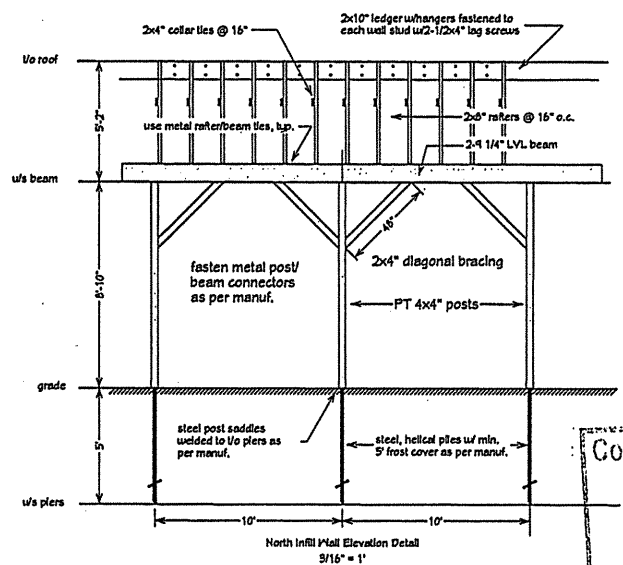 2x4" collar ties @ 16"
2x10" ledger w/hangers fastened to
each wall stud w/2-1/2x4" lag screws
t/o roof
5'-2"
use metal rafter/beam ties, typ.
2x8" rafters @ 16" o.c.
2-9 1/4" LVL beam
u/s beam
8'-10"
48"
fasten metal post/
beam connectors
as per manuf.
2x4" diagonal bracing
PT 4x4" posts
grade
5'
steel post saddles
welded to t/o piers as
per manuf.
steel, helical piles w/ min.
5' frost cover as per manuf.
Co
u/s piers
10'
10'
North Infill Wall Elevation Detail
3/16" = 1'